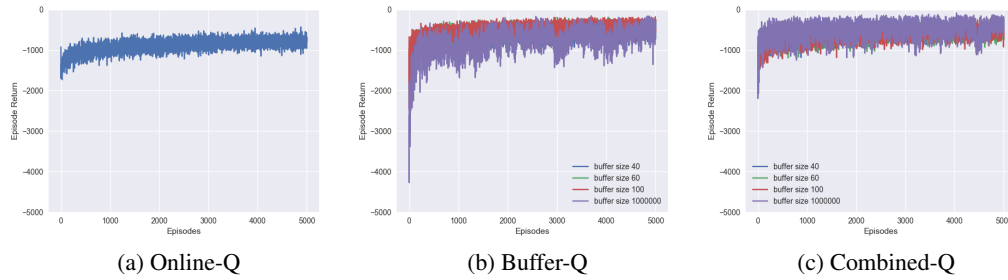 0
−1000
−2000
−3000
−4000
−5000
Episode Return
0 1000 2000 3000 4000 5000
Episodes
(a) Online-Q
0
−1000
−2000
−3000
−4000
−5000
Episode Return
buffer size 40
buffer size 60
buffer size 100
buffer size 1000000
0 1000 2000 3000 4000 5000
Episodes
(b) Buffer-Q
0
−1000
−2000
−3000
−4000
−5000
Episode Return
buffer size 40
buffer size 60
buffer size 100
buffer size 1000000
0 1000 2000 3000 4000 5000
Episodes
(c) Combined-Q